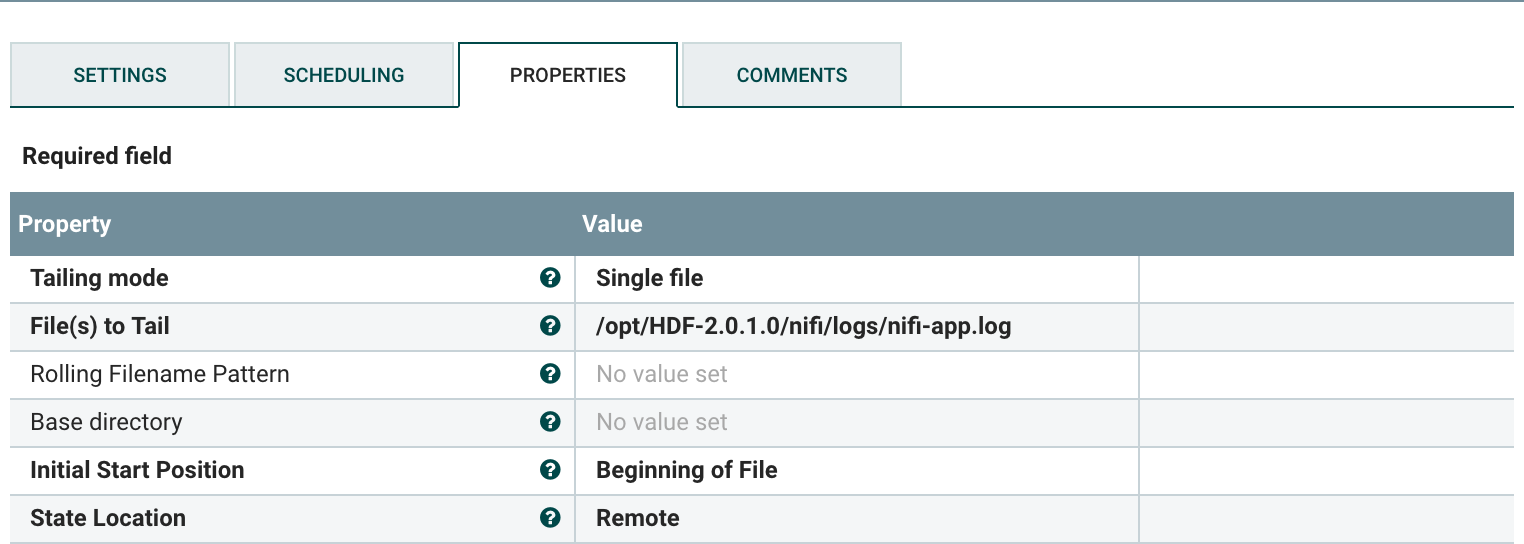 SETTINGS SCHEDULING PROPERTIES COMMENTS
Required field
Property Value
Tailing mode ? Single file
File(s) to Tail ? /opt/HDF-2.0.1.0/nifi/logs/nifi-app.log
Rolling Filename Pattern ? No value set
Base directory ? No value set
Initial Start Position ? Beginning of File
State Location ? Remote